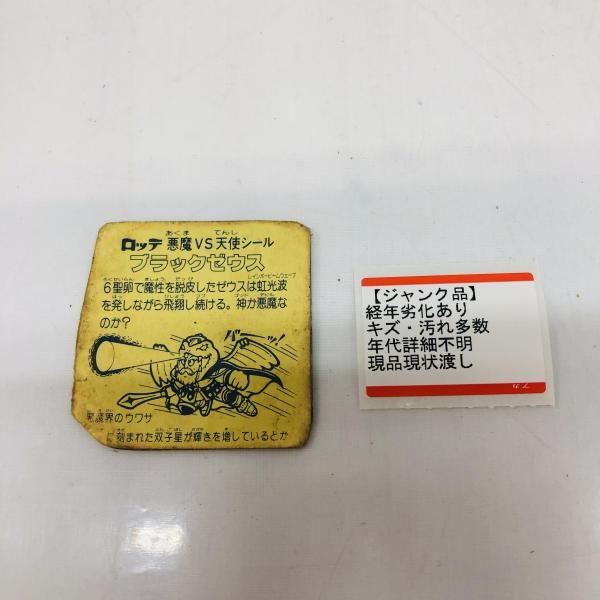 ロッテ 悪魔VS天使シール
あくま てんし
ブラックゼウス
6聖卵で魔性を脱皮したゼウスは虹光波
を発しながら飛翔し続ける。神か悪魔な
のか?
界のウワサ
に刻まれた双子星が輝きを増しているとか
【ジャンク品】
経年劣化あり
キズ・汚れ多数
年代詳細不明
現品現状渡し